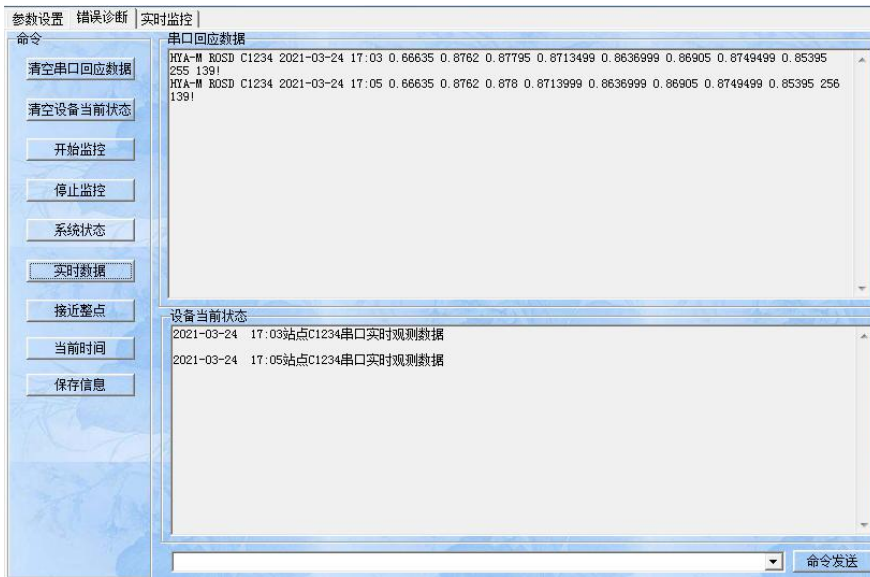 参数设置 错误诊断 实时监控
命令
清空串口回应数据
清空设备当前状态
开始监控
停止监控
系统状态
实时数据
接近整点
当前时间
保存信息
串口回应数据
HYA-M ROSD C1234 2021-03-24 17:03 0.66635 0.8762 0.87795 0.8713499 0.8636999 0.86905 0.8749499 0.85395
255 139!
HYA-M ROSD C1234 2021-03-24 17:05 0.66635 0.8762 0.878 0.8713999 0.8636999 0.86905 0.8749499 0.85395 256
139!
设备当前状态
2021-03-24 17:03站点C1234串口实时观测数据
2021-03-24 17:05站点C1234串口实时观测数据
命令发送